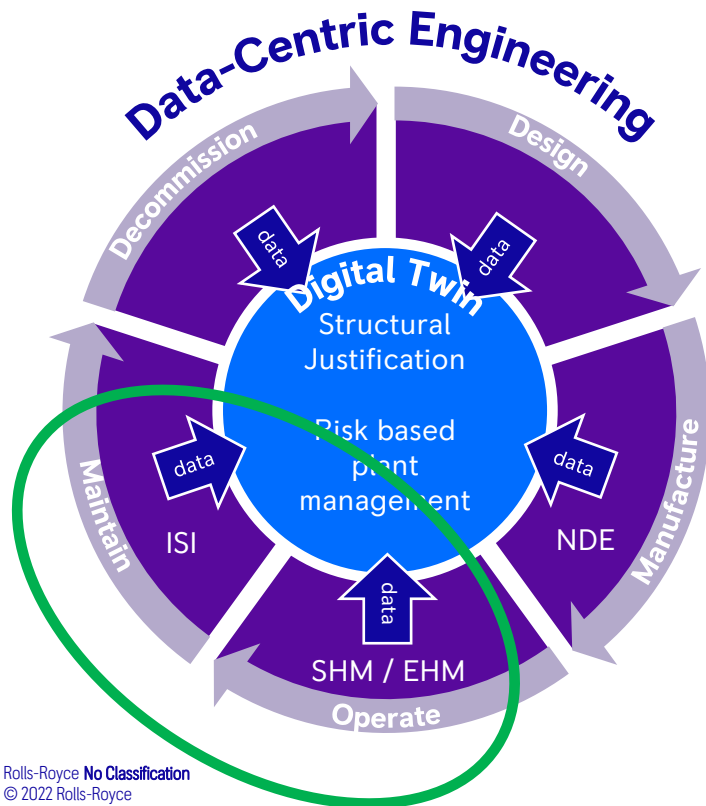 Data-Centric Engineering
Decommission
Design
data
data
Digital Twin
Structural
Justification
Risk based
plant
management
data
data
Maintain
ISI
NDE
Manufacture
data
SHM / EHM
Operate
Rolls-Royce No Classification
© 2022 Rolls-Royce